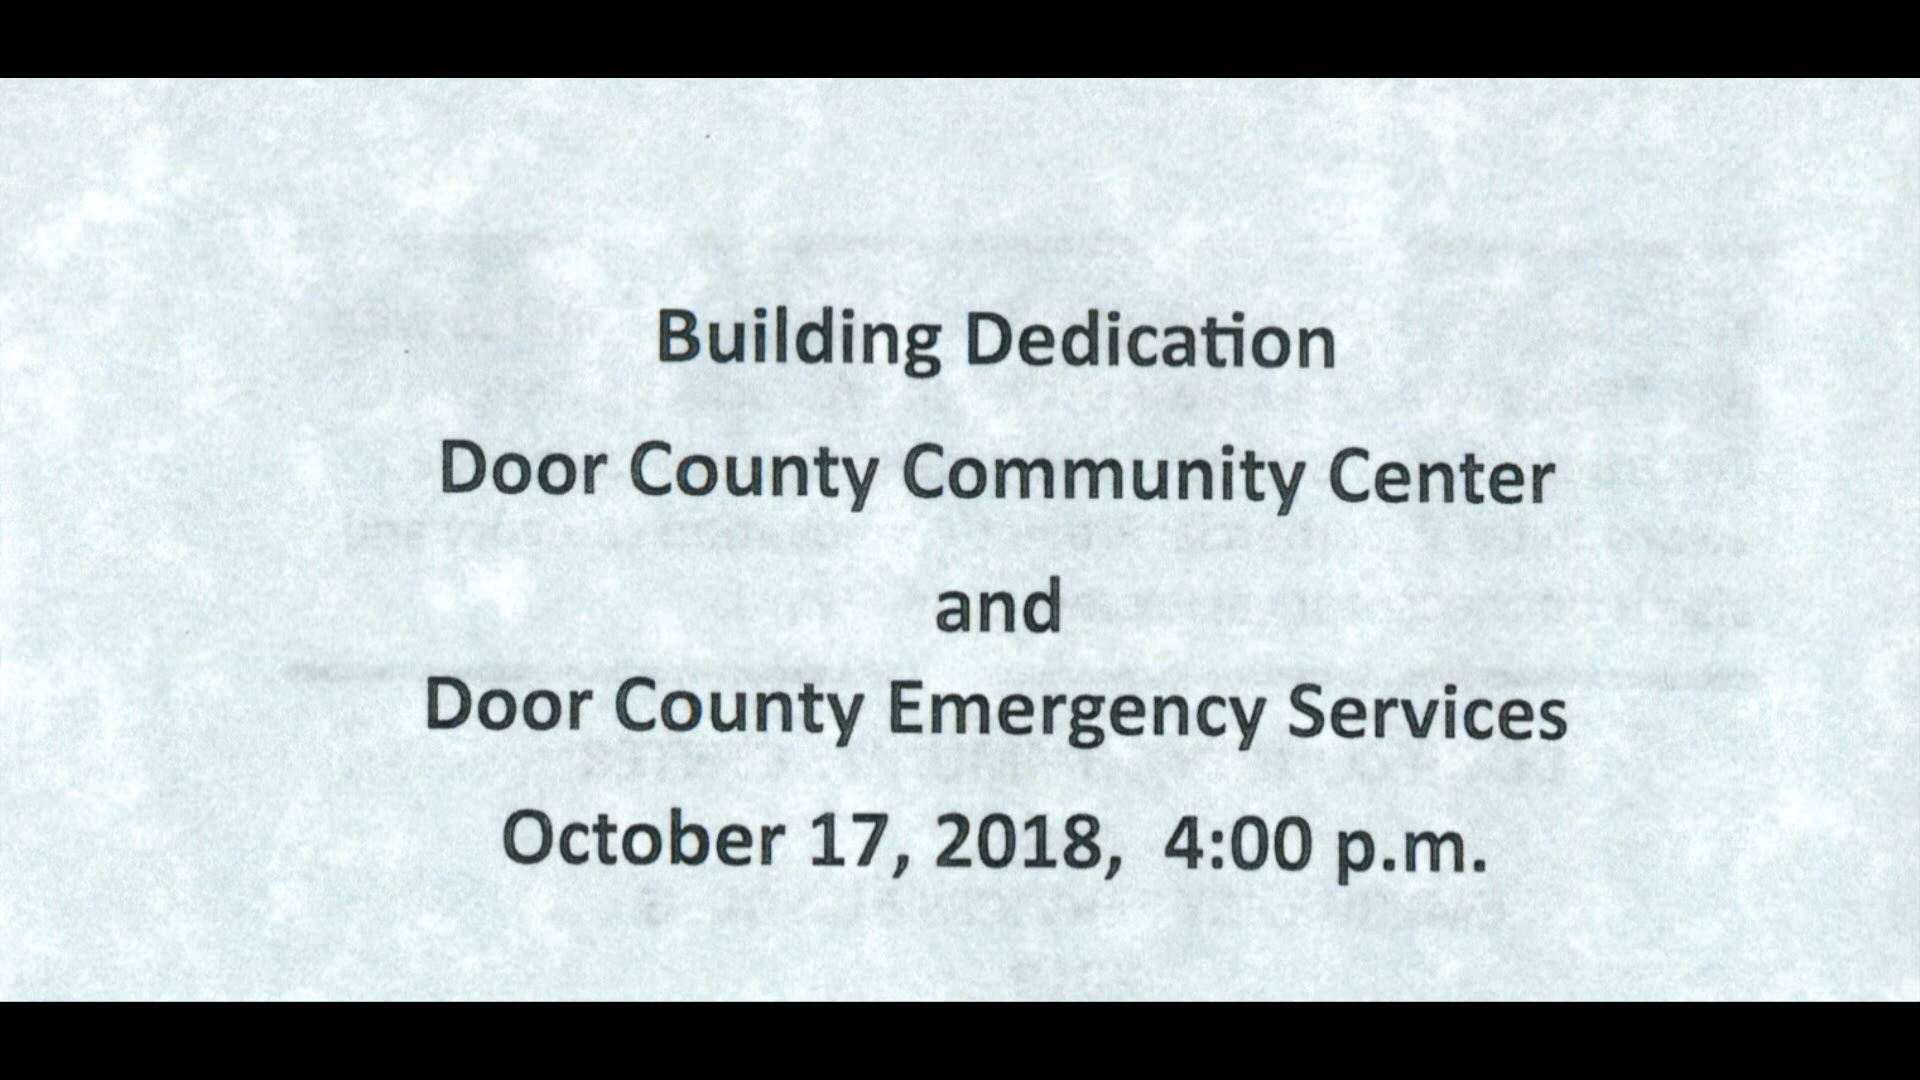 Building Dedication
Door County Community Center
and
Door County Emergency Services
October 17, 2018,  4:00 p.m.